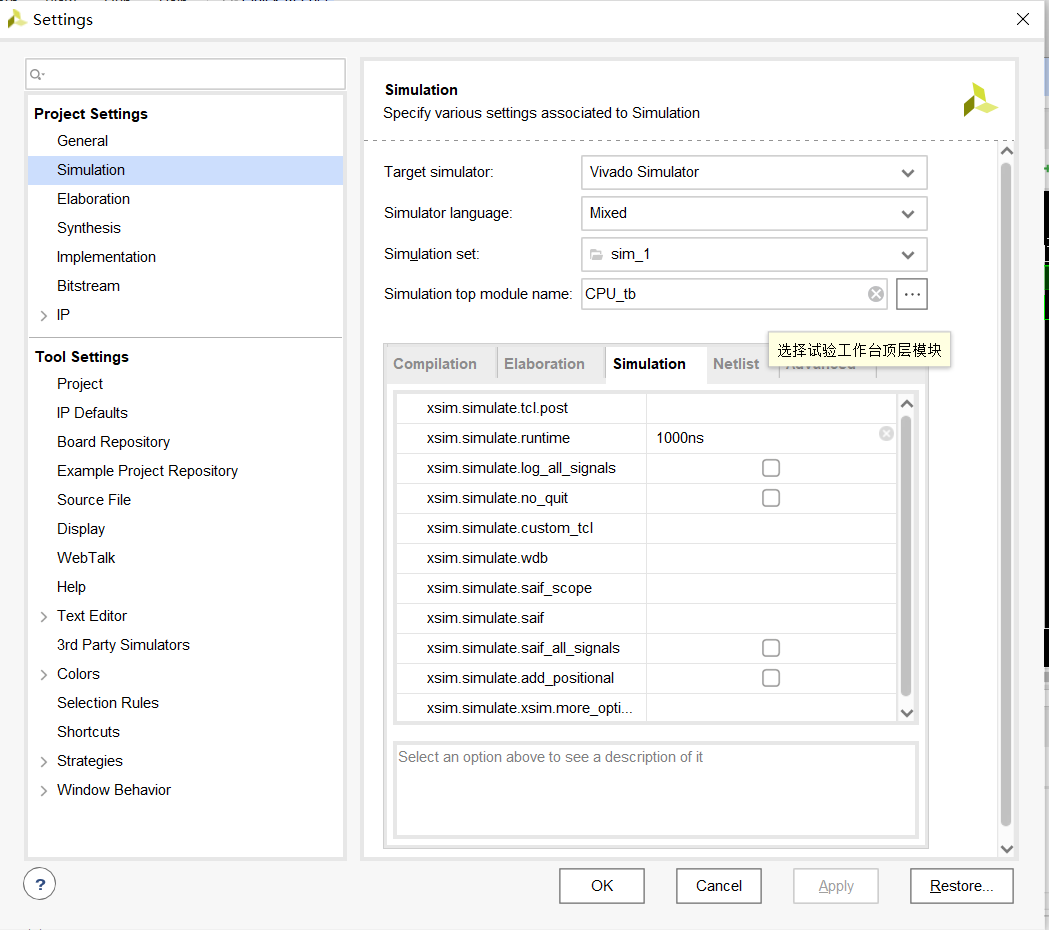 Settings
Project Settings
General
Simulation
Elaboration
Synthesis
Implementation
Bitstream
IP
Tool Settings
Project
IP Defaults
Board Repository
Example Project Repository
Source File
Display
WebTalk
Help
Text Editor
3rd Party Simulators
Colors
Selection Rules
Shortcuts
Strategies
Window Behavior
Simulation
Specify various settings associated to Simulation
Target simulator: Vivado Simulator
Simulator language: Mixed
Simulation set: sim_1
Simulation top module name: CPU_tb ...
选择试验工作台顶层模块
Compilation Elaboration Simulation Netlist Advanced
xsim.simulate.tcl.post
xsim.simulate.runtime 1000ns
xsim.simulate.log_all_signals
xsim.simulate.no_quit
xsim.simulate.custom_tcl
xsim.simulate.wdb
xsim.simulate.saif_scope
xsim.simulate.saif
xsim.simulate.saif_all_signals
xsim.simulate.add_positional
xsim.simulate.xsim.more_opti...
Select an option above to see a description of it
? OK Cancel Apply Restore...